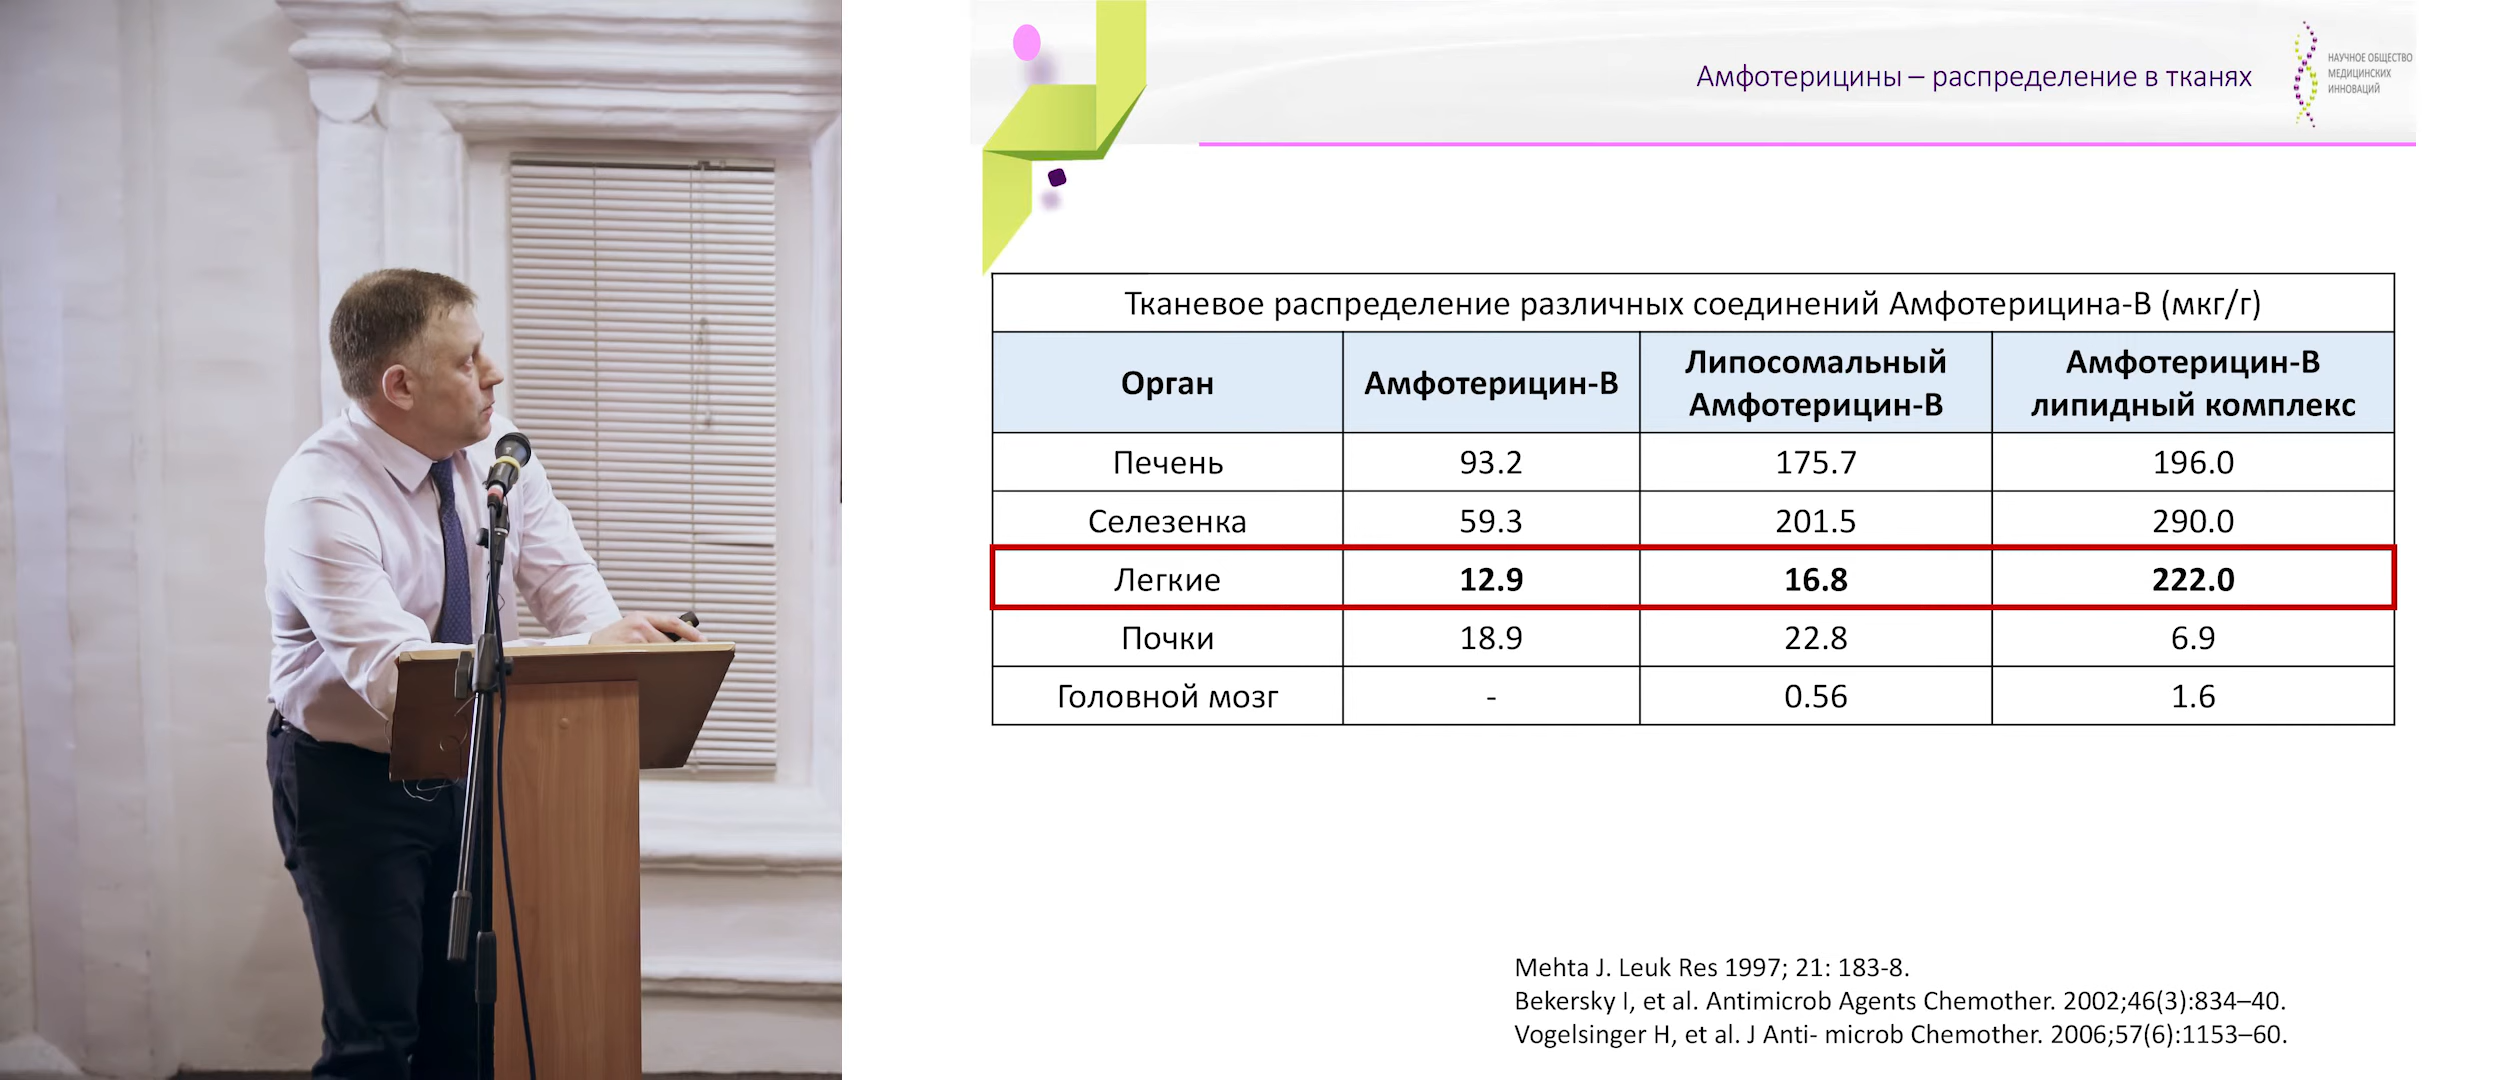 Амфотерицины – распределение в тканях
НАУЧНОЕ ОБЩЕСТВО
МЕДИЦИНСКИХ
ИННОВАЦИЙ
Тканевое распределение различных соединений Амфотерицина-В (мкг/г)
Орган Амфотерицин-В Липосомальный Амфотерицин-В Амфотерицин-В липидный комплекс
Печень 93.2 175.7 196.0
Селезенка 59.3 201.5 290.0
Легкие 12.9 16.8 222.0
Почки 18.9 22.8 6.9
Головной мозг - 0.56 1.6
Mehta J. Leuk Res 1997; 21: 183-8.
Bekersky I, et al. Antimicrob Agents Chemother. 2002;46(3):834–40.
Vogelsinger H, et al. J Anti- microb Chemother. 2006;57(6):1153–60.